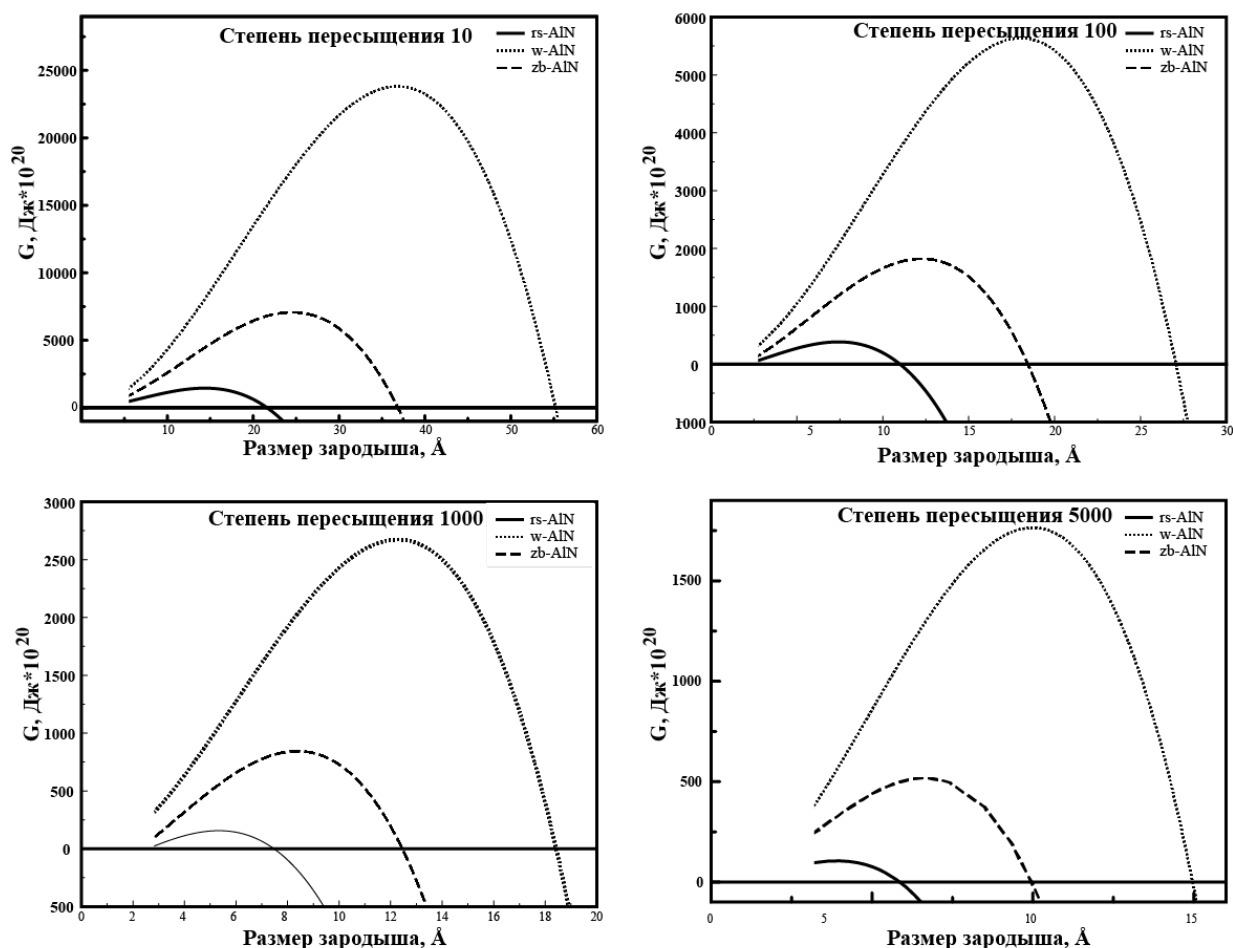 Степень пересыщения 10
rs-AlN
w-AlN
zb-AlN
G, Дж*10^20
25000
20000
15000
10000
5000
0
10
20
30
40
50
60
Размер зародыша, Å
Степень пересыщения 100
rs-AlN
w-AlN
zb-AlN
G, Дж*10^20
6000
5000
4000
3000
2000
1000
0
1000
0
5
10
15
20
25
30
Размер зародыша, Å
Степень пересыщения 1000
rs-AlN
w-AlN
zb-AlN
G, Дж*10^20
3000
2500
2000
1500
1000
500
0
500
0
2
4
6
8
10
12
14
16
18
20
Размер зародыша, Å
Степень пересыщения 5000
rs-AlN
w-AlN
zb-AlN
G, Дж*10^20
1500
1000
500
0
0
5
10
15
Размер зародыша, Å